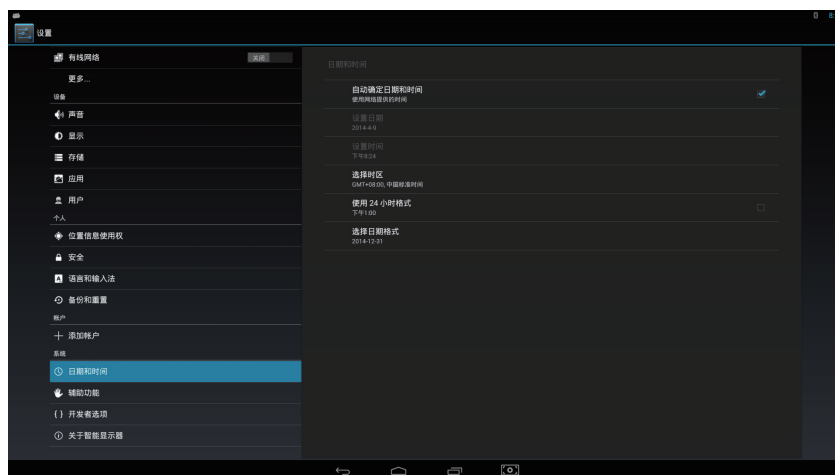 8:
设置
有线网络
关闭
更多...
设备
声音
显示
存储
应用
用户
个人
位置信息使用权
安全
语言和输入法
备份和重置
帐户
添加帐户
系统
日期和时间
辅助功能
开发者选项
关于智能显示器
日期和时间
自动确定日期和时间
使用网络提供的时间
设置日期
2014-4-9
设置时间
下午8:24
选择时区
GMT+08:00, 中国标准时间
使用 24 小时格式
下午1:00
选择日期格式
2014-12-31